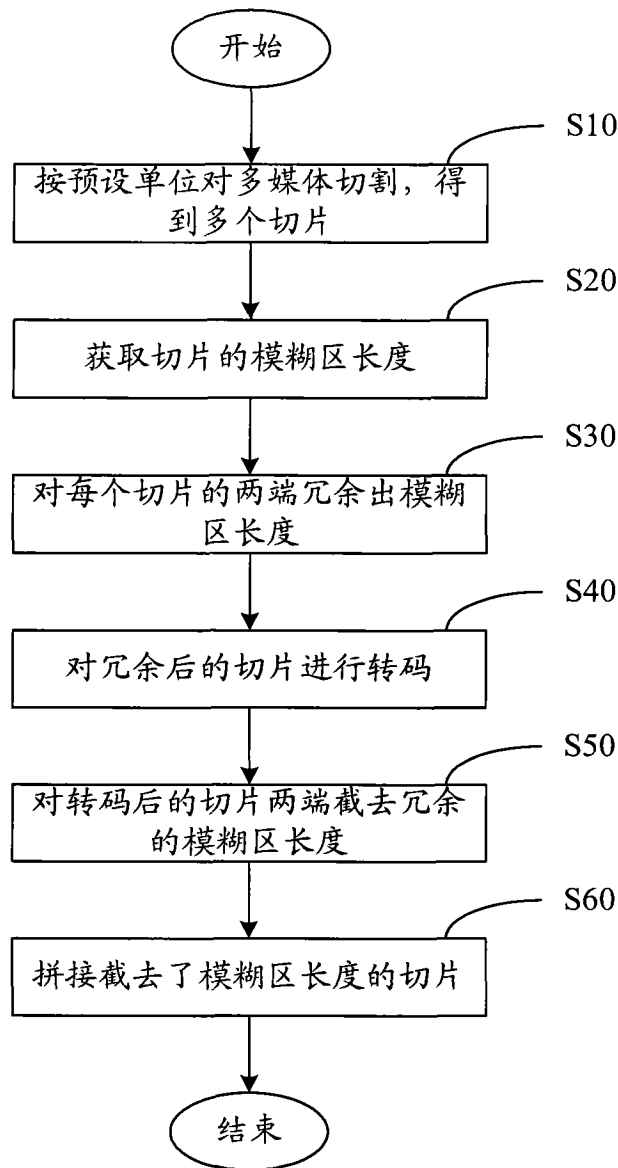 开始
S10
按预设单位对多媒体切割，得
到多个切片
S20
获取切片的模糊区长度
S30
对每个切片的两端冗余出模糊
区长度
S40
对冗余后的切片进行转码
S50
对转码后的切片两端截去冗余
的模糊区长度
S60
拼接截去了模糊区长度的切片
结束